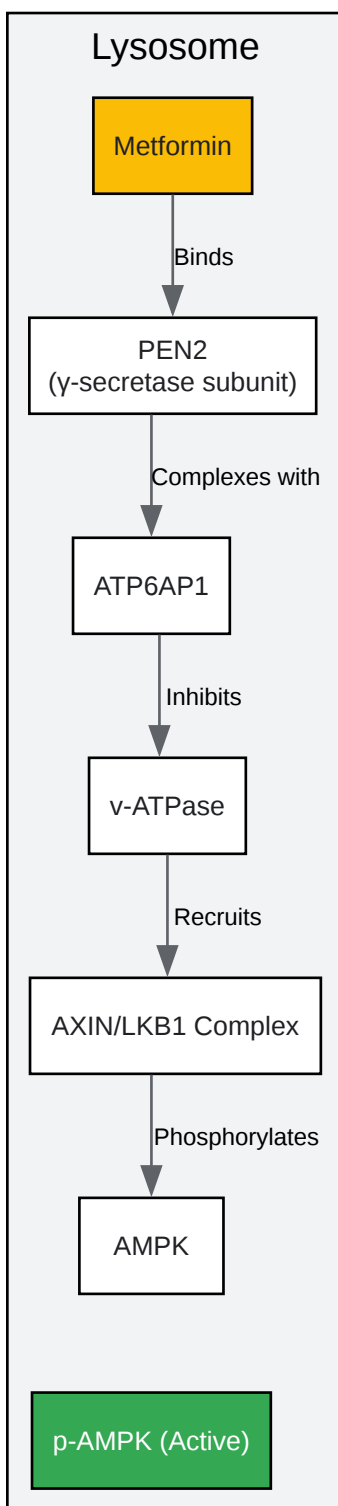 Lysosome
Metformin
Binds
PEN2
(γ-secretase subunit)
Complexes with
ATP6AP1
Inhibits
v-ATPase
Recruits
AXIN/LKB1 Complex
Phosphorylates
AMPK
p-AMPK (Active)